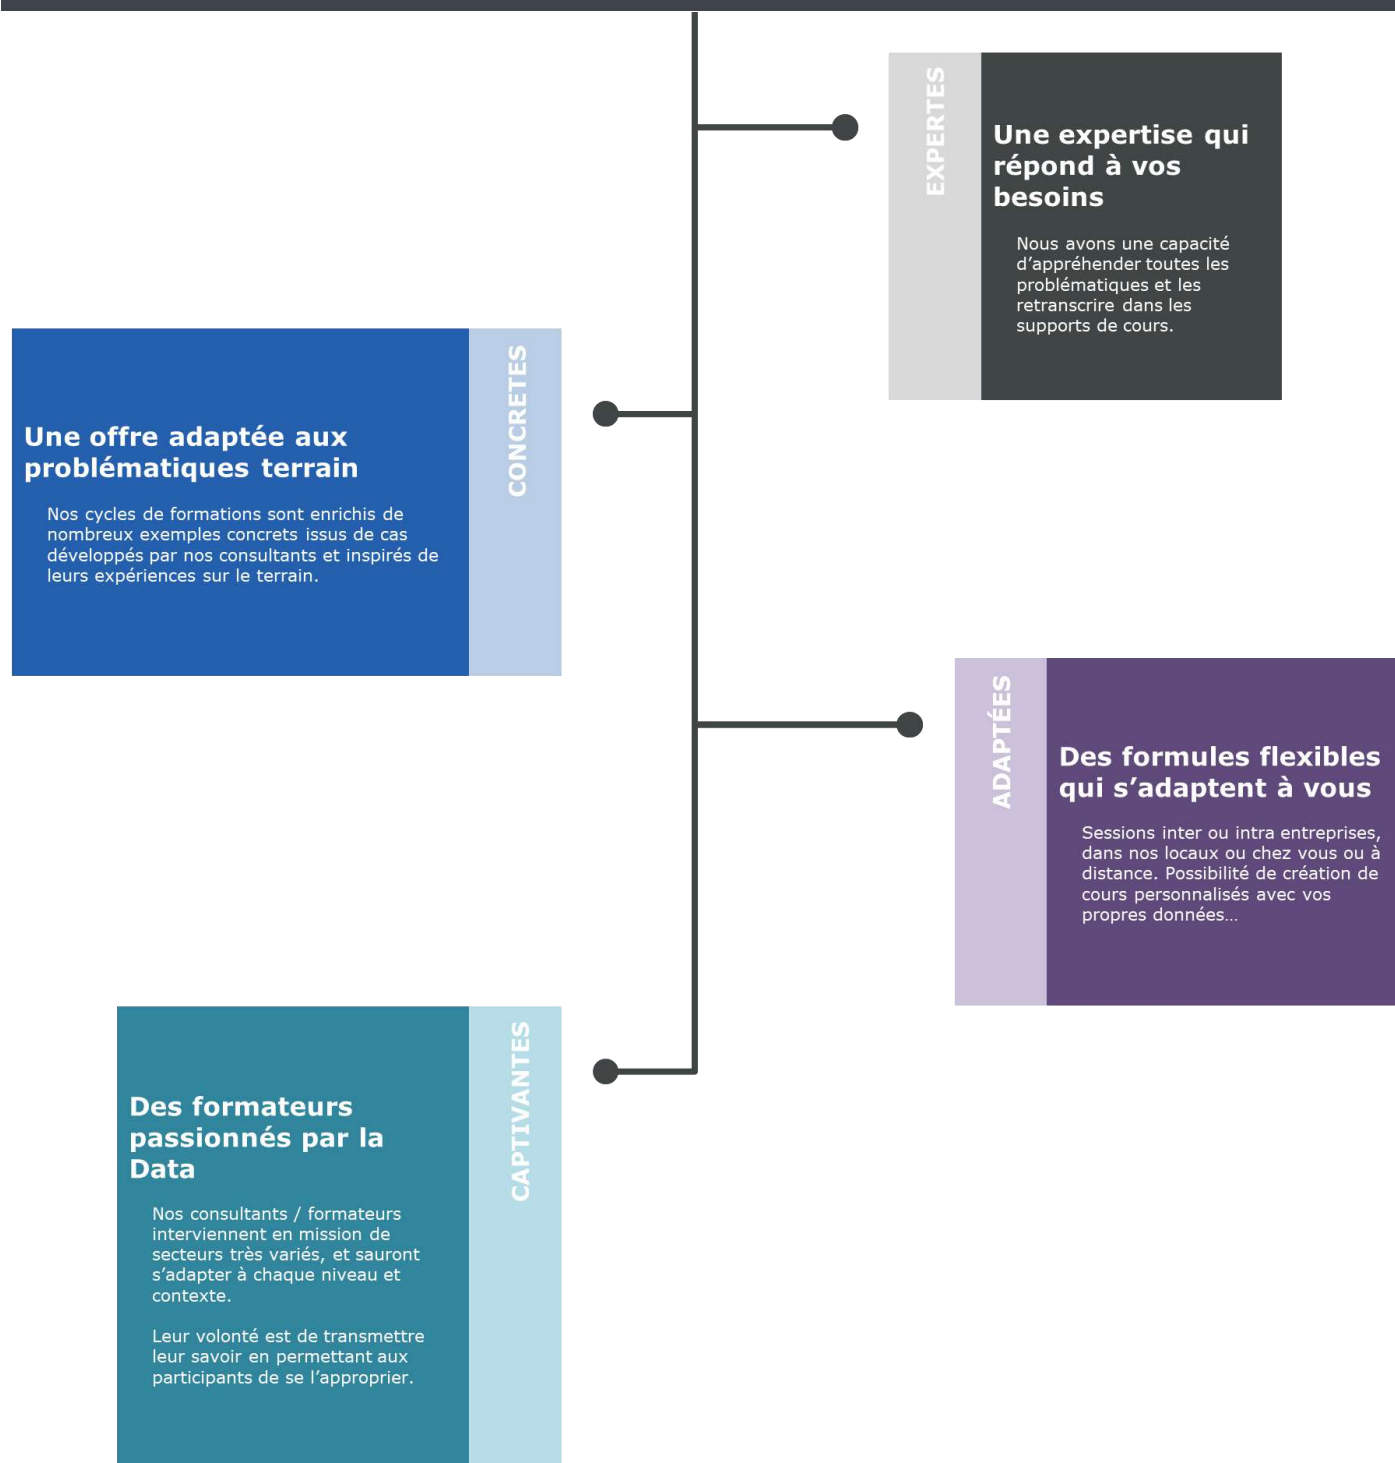 EXPERTES
Une expertise qui
répond à vos
besoins
Nous avons une capacité
d’appréhender toutes les
problématiques et les
retranscrire dans les
supports de cours.
CONCRETES
Une offre adaptée aux
problématiques terrain
Nos cycles de formations sont enrichis de
nombreux exemples concrets issus de cas
développés par nos consultants et inspirés de
leurs expériences sur le terrain.
ADAPTÉES
Des formules flexibles
qui s’adaptent à vous
Sessions inter ou intra entreprises,
dans nos locaux ou chez vous ou à
distance. Possibilité de création de
cours personnalisés avec vos
propres données…
CAPTIVANTES
Des formateurs
passionnés par la
Data
Nos consultants / formateurs
interviennent en mission de
secteurs très variés, et sauront
s’adapter à chaque niveau et
contexte.
Leur volonté est de transmettre
leur savoir en permettant aux
participants de se l’approprier.